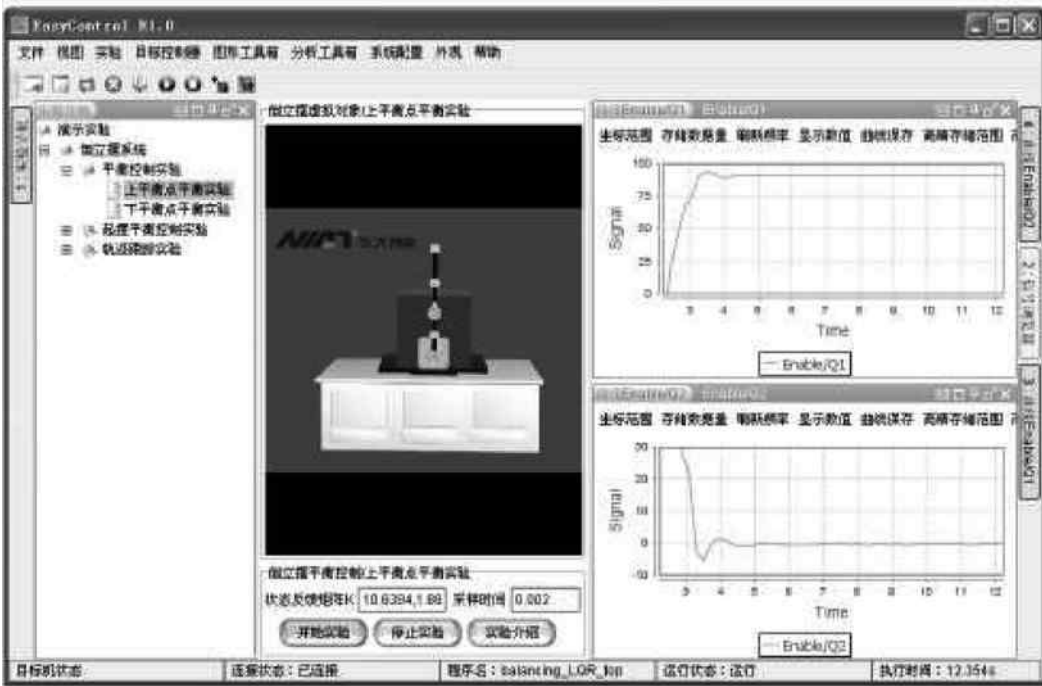 EasyControl R1.0
文件 视图 实验 目标控制器 图形工具箱 分析工具箱 系统配置 外观 帮助
演示实验
倒立摆系统
平衡控制实验
上平衡点平衡实验
下平衡点平衡实验
起摆平衡控制实验
轨迹跟踪实验
倒立摆虚拟对象(上平衡点平衡实验
倒立摆平衡控制(上平衡点平衡实验
状态反馈矩阵K 10.6384,1.88 采样时间 0.002
开始实验 停止实验 实验介绍
Enable/Q1
坐标范围 存储数据量 刷新频率 显示数值 曲线保存 高精存储范围
100
75
50
25
0
Signal
3 4 5 6 7 8 9 10 11 12
Time
Enable/Q1
坐标范围 存储数据量 刷新频率 显示数值 曲线保存 高精存储范围
30
20
10
0
-10
Signal
3 4 5 6 7 8 9 10 11 12
Time
Enable/Q2
Enable/Q2
Enable/Q1
目标机状态 连接状态：已连接 程序名：balancing_LQR_top 运行状态：运行 执行时间：12.354s